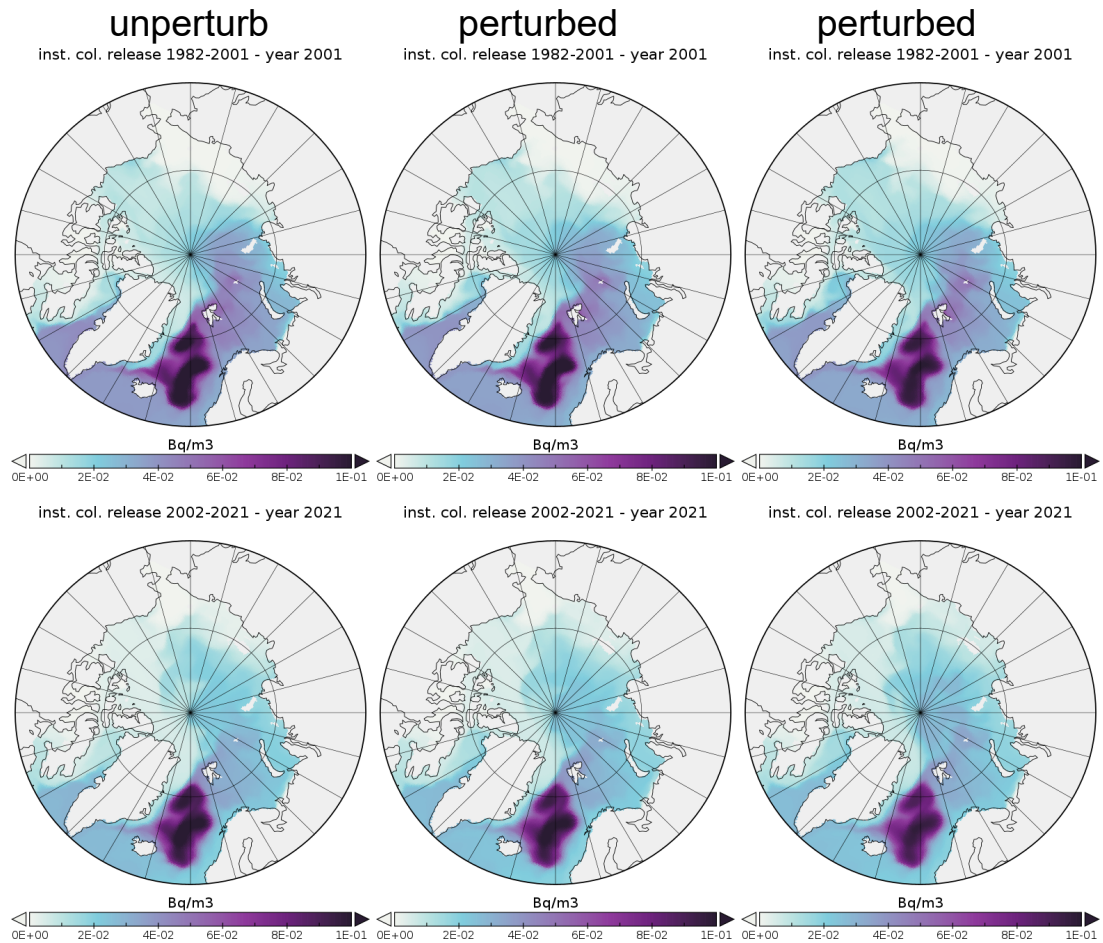 unperturb perturbed perturbed
inst. col. release 1982-2001 - year 2001 inst. col. release 1982-2001 - year 2001 inst. col. release 1982-2001 - year 2001
Bq/m3 Bq/m3 Bq/m3
0E+00 2E-02 4E-02 6E-02 8E-02 1E-01 0E+00 2E-02 4E-02 6E-02 8E-02 1E-01 0E+00 2E-02 4E-02 6E-02 8E-02 1E-01
inst. col. release 2002-2021 - year 2021 inst. col. release 2002-2021 - year 2021 inst. col. release 2002-2021 - year 2021
Bq/m3 Bq/m3 Bq/m3
0E+00 2E-02 4E-02 6E-02 8E-02 1E-01 0E+00 2E-02 4E-02 6E-02 8E-02 1E-01 0E+00 2E-02 4E-02 6E-02 8E-02 1E-01